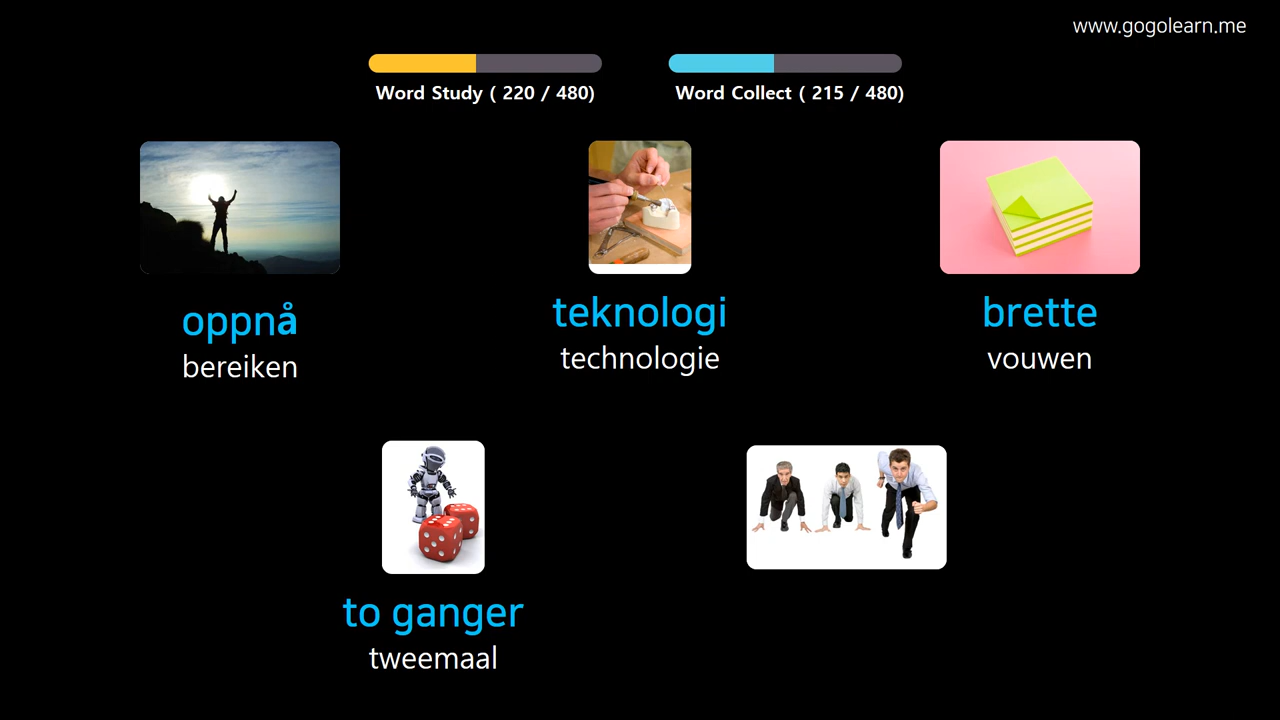 www.gogolearn.me
Word Study ( 220 / 480)
Word Collect ( 215 / 480)
oppnå
bereiken
teknologi
technologie
brette
vouwen
to ganger
tweemaal